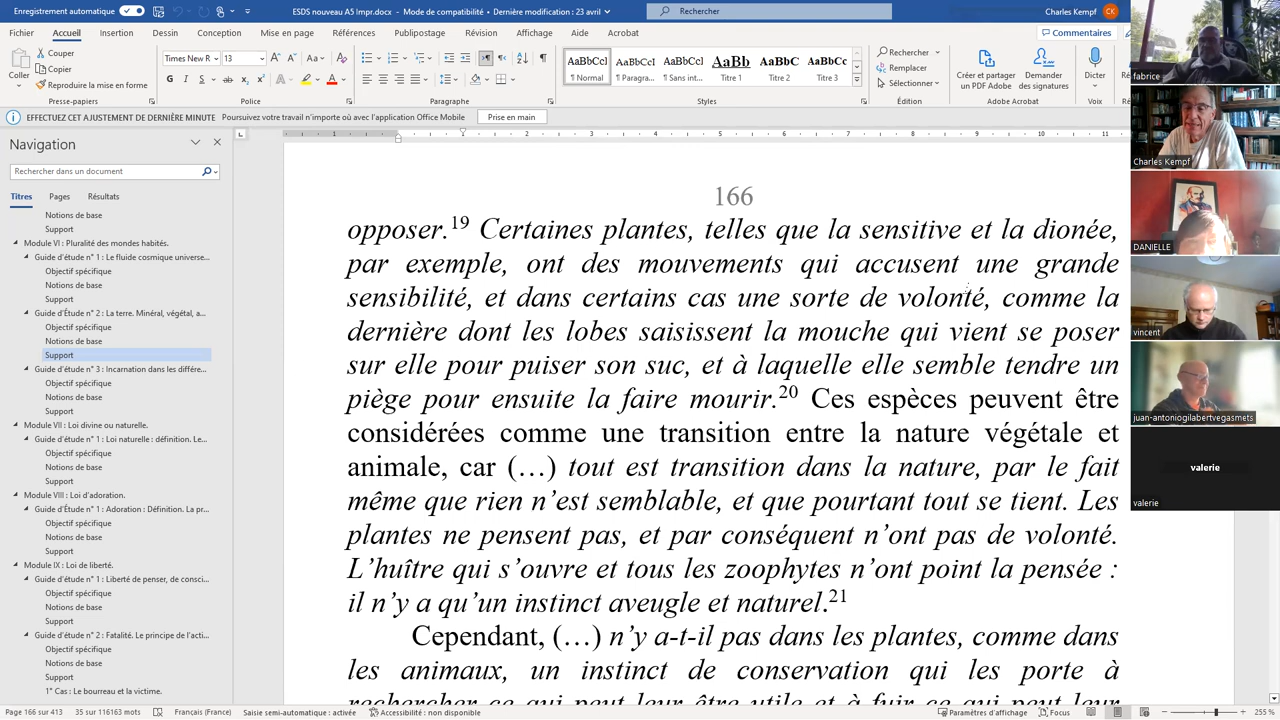 Enregistrement automatique
ESDS nouveau A5 Impr.docx - Mode de compatibilité • Dernière modification : 23 avril
Rechercher
Charles Kempf
CK
Fichier Accueil Insertion Dessin Conception Mise en page Références Publipostage Révision Affichage Aide Acrobat
Commentaires
Coller
Couper
Copier
Reproduire la mise en forme
Presse-papiers
Times New R
13
Police
Paragraphe
AaBbCcI AaBbCcI AaBbCcI AaBb AaBbC AaBbCc
¶ Normal ¶ Paragra... ¶ Sans int... Titre 1 Titre 2 Titre 3
Styles
Rechercher
Remplacer
Sélectionner
Édition
Créer et partager un PDF Adobe
Demander des signatures
Adobe Acrobat
Dicter
Voix
EFFECTUEZ CET AJUSTEMENT DE DERNIÈRE MINUTE Poursuivez votre travail n'importe où avec l'application Office Mobile Prise en main
Navigation
Rechercher dans un document
Titres Pages Résultats
Notions de base
Support
Module VI : Pluralité des mondes habités.
Guide d'étude n° 1 : Le fluide cosmique universe...
Objectif spécifique
Notions de base
Support
Guide d'Étude n° 2 : La terre. Minéral, végétal, a...
Objectif spécifique
Notions de base
Support
Guide d'étude n° 3 : Incarnation dans les différe...
Objectif spécifique
Notions de base
Support
Module VII : Loi divine ou naturelle.
Guide d'étude n° 1 : Loi naturelle : définition. Le...
Objectif spécifique
Notions de base
Support
Module VIII : Loi d'adoration.
Guide d'Étude n° 1 : Adoration : Définition. La pr...
Objectif spécifique
Notions de base
Support
Module IX : Loi de liberté.
Guide d'étude n° 1 : Liberté de penser, de consci...
Objectif spécifique
Notions de base
Support
Guide d'étude n° 2 : Fatalité. Le principe de l'actio...
Objectif spécifique
Notions de base
Support
1° Cas : Le bourreau et la victime.
166
opposer.19 Certaines plantes, telles que la sensitive et la dionée,
par exemple, ont des mouvements qui accusent une grande
sensibilité, et dans certains cas une sorte de volonté, comme la
dernière dont les lobes saisissent la mouche qui vient se poser
sur elle pour puiser son suc, et à laquelle elle semble tendre un
piège pour ensuite la faire mourir.20 Ces espèces peuvent être
considérées comme une transition entre la nature végétale et
animale, car (…) tout est transition dans la nature, par le fait
même que rien n'est semblable, et que pourtant tout se tient. Les
plantes ne pensent pas, et par conséquent n'ont pas de volonté.
L'huître qui s'ouvre et tous les zoophytes n'ont point la pensée :
il n'y a qu'un instinct aveugle et naturel.21
Cependant, (…) n'y a-t-il pas dans les plantes, comme dans
les animaux, un instinct de conservation qui les porte à
rechercher ce qui peut leur être utile et à fuir ce qui peut leur
fabrice
Charles Kempf
DANIELLE
vincent
juan-antoniogilabertvegasmets
valerie
valerie
Page 166 sur 413 35 sur 116163 mots Français (France) Saisie semi-automatique : activée Accessibilité : non disponible
Paramètres d'affichage Focus 255 %